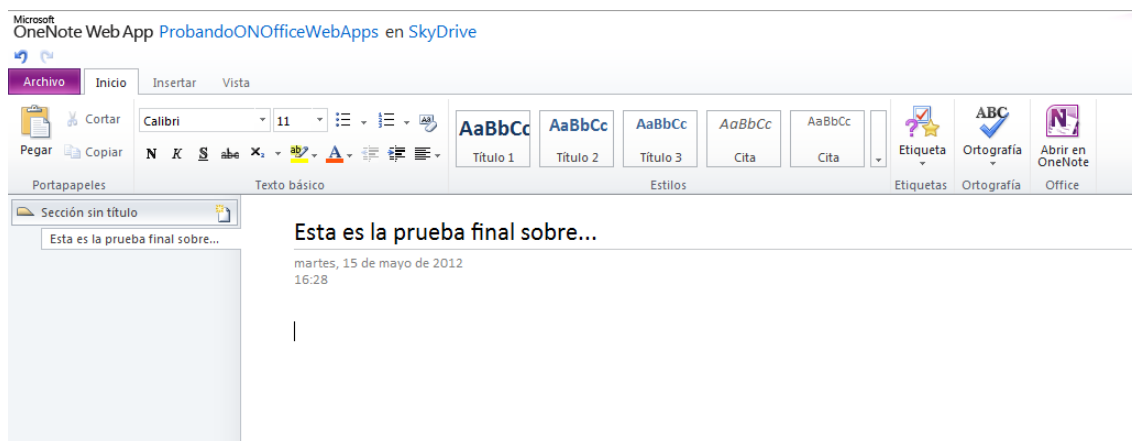 Microsoft
OneNote Web App ProbandoONOfficeWebApps en SkyDrive
Archivo Inicio Insertar Vista
Pegar Cortar Copiar
Calibri 11
N K S abc X₂ ab A
AaBbCc AaBbCc AaBbCc AaBbCc AaBbCc
Título 1 Título 2 Título 3 Cita Cita
Etiqueta ABC Ortografía Abrir en OneNote
Portapapeles Texto básico Estilos Etiquetas Ortografía Office
Sección sin título
Esta es la prueba final sobre...
Esta es la prueba final sobre...
martes, 15 de mayo de 2012
16:28